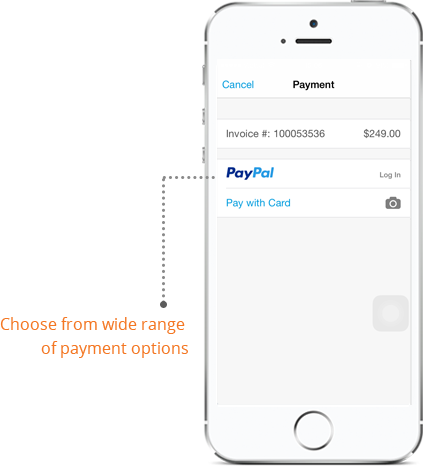 Cancel Payment
Invoice #: 100053536 $249.00
PayPal Log In
Pay with Card
Choose from wide range
of payment options